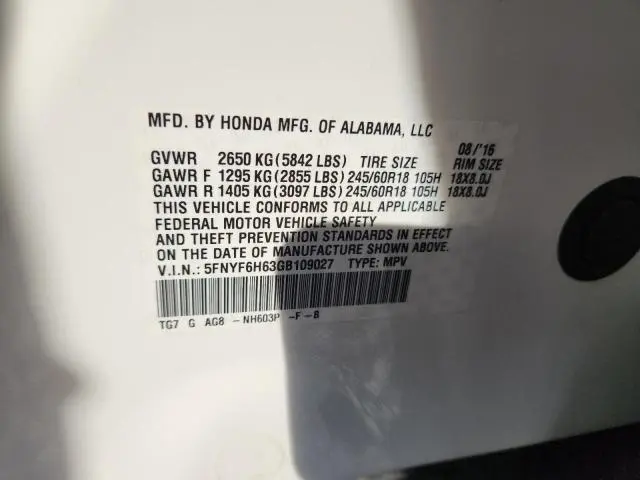 MFD. BY HONDA MFG. OF ALABAMA, LLC
08/'16
GVWR 2650 KG (5842 LBS) TIRE SIZE RIM SIZE
GAWR F 1295 KG (2855 LBS) 245/60R18 105H 18X8.0J
GAWR R 1405 KG (3097 LBS) 245/60R18 105H 18X8.0J
THIS VEHICLE CONFORMS TO ALL APPLICABLE
FEDERAL MOTOR VEHICLE SAFETY
AND THEFT PREVENTION STANDARDS IN EFFECT
ON THE DATE OF MANUFACTURE SHOWN ABOVE.
V.I.N.: 5FNYF6H63GB109027 TYPE: MPV
TG7 G AG8 - NH603P -F-8